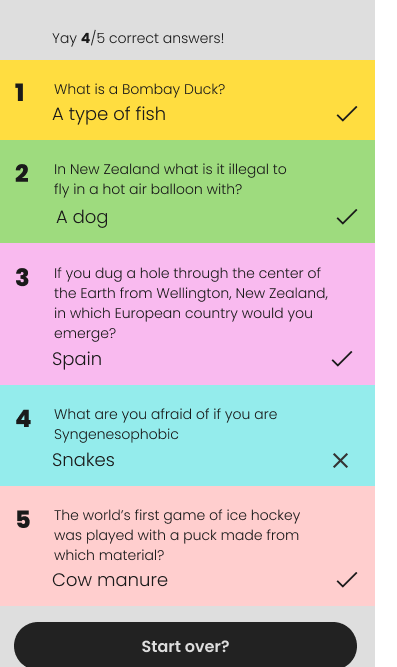 Yay 4/5 correct answers!
1
What is a Bombay Duck?
A type of fish
2
In New Zealand what is it illegal to
fly in a hot air balloon with?
A dog
3
If you dug a hole through the center of
the Earth from Wellington, New Zealand,
in which European country would you
emerge?
Spain
4
What are you afraid of if you are
Syngenesophobic
Snakes
5
The world’s first game of ice hockey
was played with a puck made from
which material?
Cow manure
Start over?